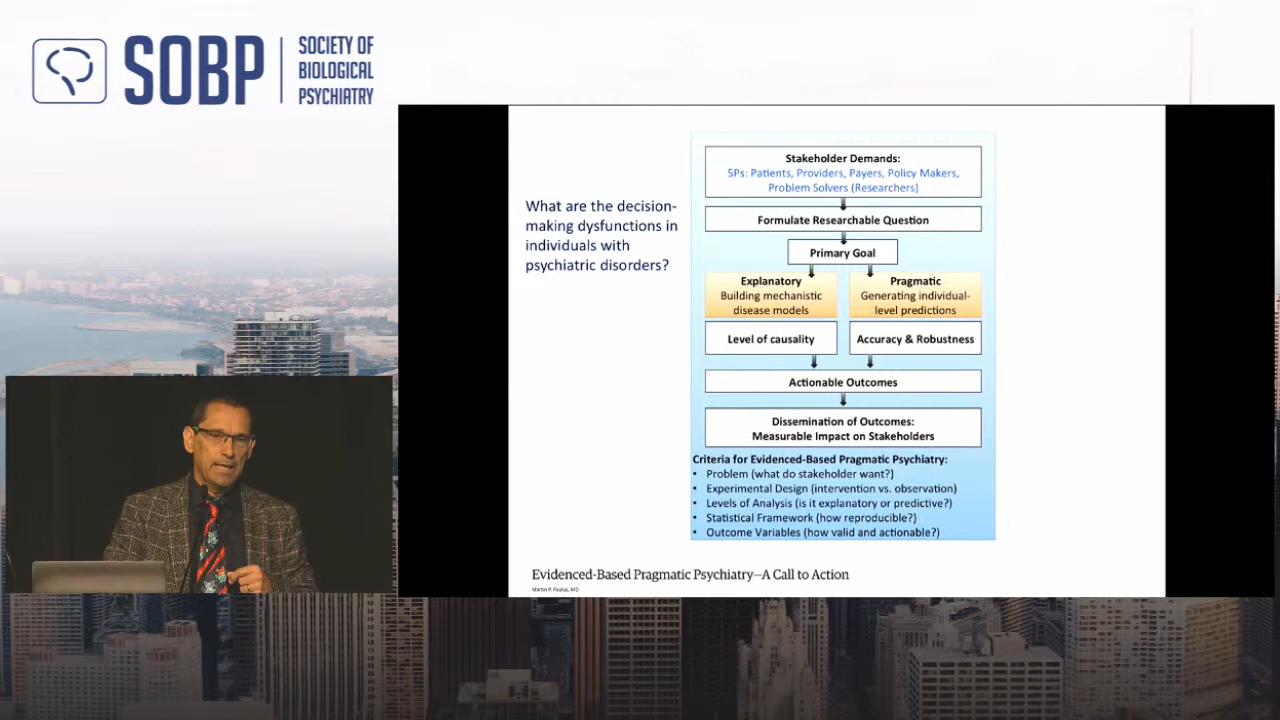 SOBP
SOCIETY OF
BIOLOGICAL
PSYCHIATRY
What are the decision-
making dysfunctions in
individuals with
psychiatric disorders?
Stakeholder Demands:
5Ps: Patients, Providers, Payers, Policy Makers,
Problem Solvers (Researchers)
Formulate Researchable Question
Primary Goal
Explanatory
Building mechanistic
disease models
Pragmatic
Generating individual-
level predictions
Level of causality
Accuracy & Robustness
Actionable Outcomes
Dissemination of Outcomes:
Measurable Impact on Stakeholders
Criteria for Evidenced-Based Pragmatic Psychiatry:
• Problem (what do stakeholder want?)
• Experimental Design (intervention vs. observation)
• Levels of Analysis (is it explanatory or predictive?)
• Statistical Framework (how reproducible?)
• Outcome Variables (how valid and actionable?)
Evidenced-Based Pragmatic Psychiatry—A Call to Action
Martin P. Paulus, MD